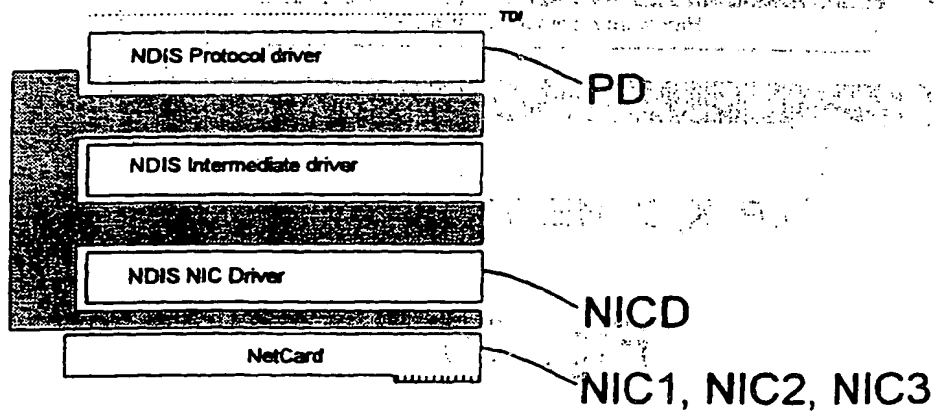 TDI
NDIS Protocol driver
PD
NDIS Intermediate driver
NDIS NIC Driver
NICD
NetCard
NIC1, NIC2, NIC3